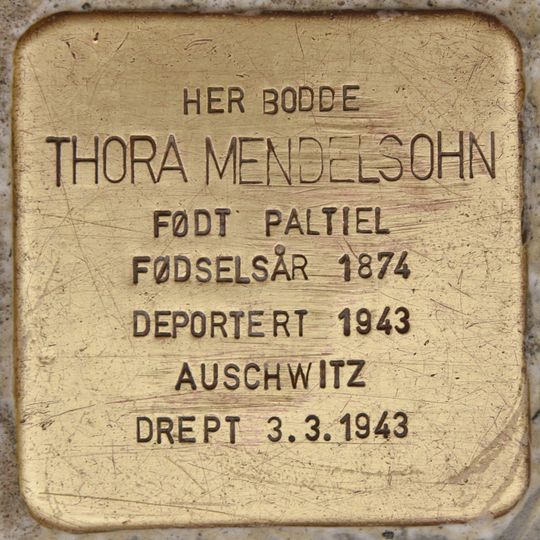 HER BODDE
THORA MENDELSOHN
FØDT PALTIEL
FØDSELSÅR 1874
DEPORTERT 1943
AUSCHWITZ
DREPT 3.3.1943